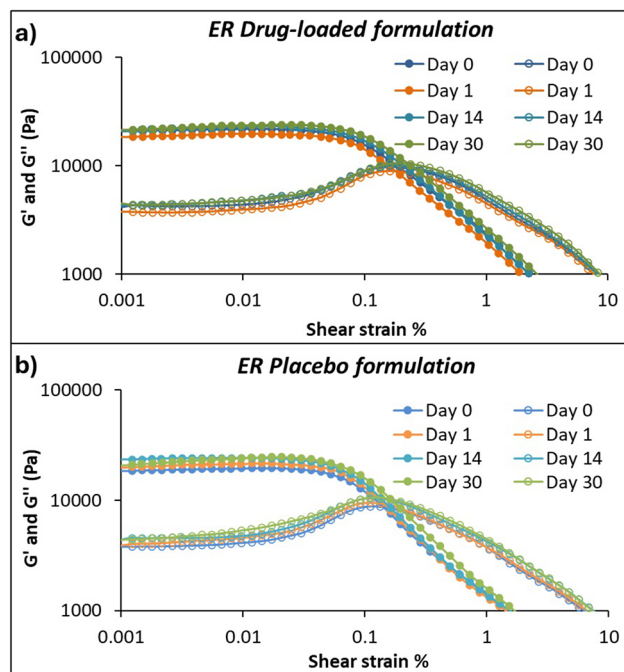 a) ER Drug-loaded formulation
100000
10000
1000
G' and G'' (Pa)
Day 0 Day 0
Day 1 Day 1
Day 14 Day 14
Day 30 Day 30
0.001 0.01 0.1 1 10
Shear strain %
b) ER Placebo formulation
100000
10000
1000
G' and G'' (Pa)
Day 0 Day 0
Day 1 Day 1
Day 14 Day 14
Day 30 Day 30
0.001 0.01 0.1 1 10
Shear strain %